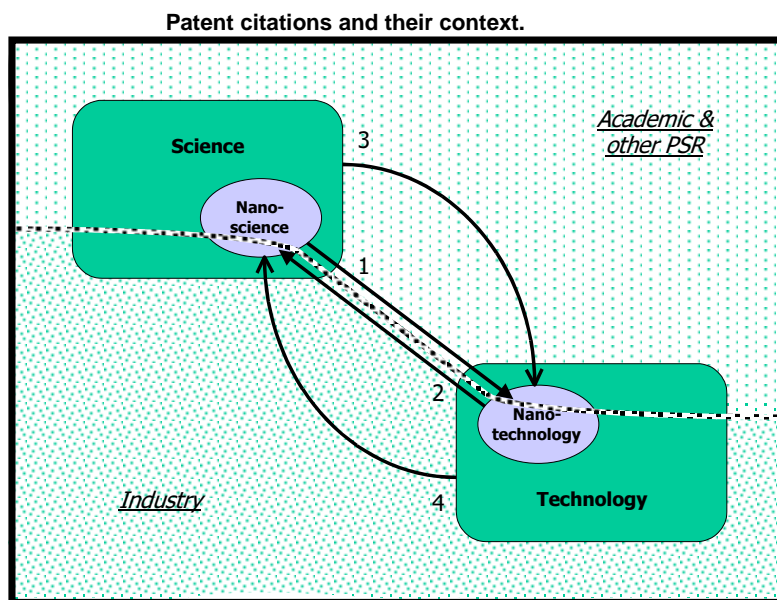 Patent citations and their context.
Academic &
other PSR
3
Science
Nano-
science
1
2
Nano-
technology
Industry
4
Technology